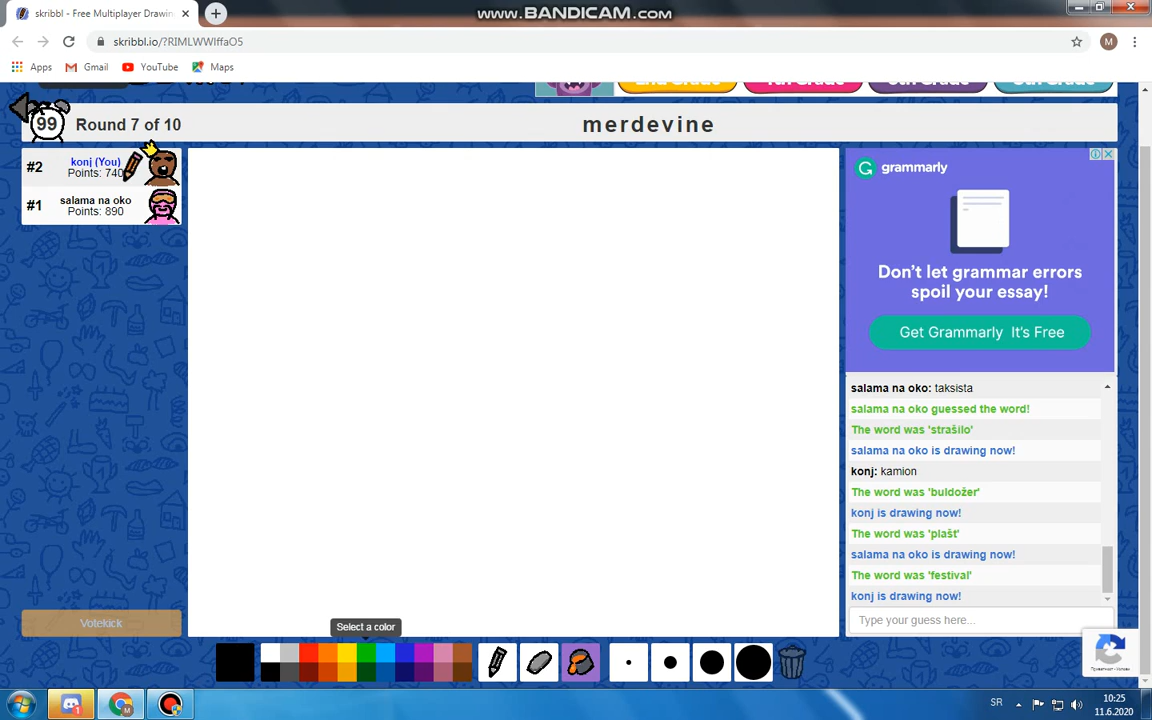 skribbl - Free Multiplayer Drawin
WWW.BANDICAM.COM
skribbl.io/?RIMLWWlffaO5
M
Apps
Gmail
YouTube
Maps
99
Round 7 of 10
merdevine
#2
konj (You)
Points: 740
#1
salama na oko
Points: 890
grammarly
Don't let grammar errors
spoil your essay!
Get Grammarly It's Free
salama na oko: taksista
salama na oko guessed the word!
The word was 'strašilo'
salama na oko is drawing now!
konj: kamion
The word was 'buldožer'
konj is drawing now!
The word was 'plašt'
salama na oko is drawing now!
The word was 'festival'
konj is drawing now!
Type your guess here...
Votekick
Select a color
SR
10:25
11.6.2020